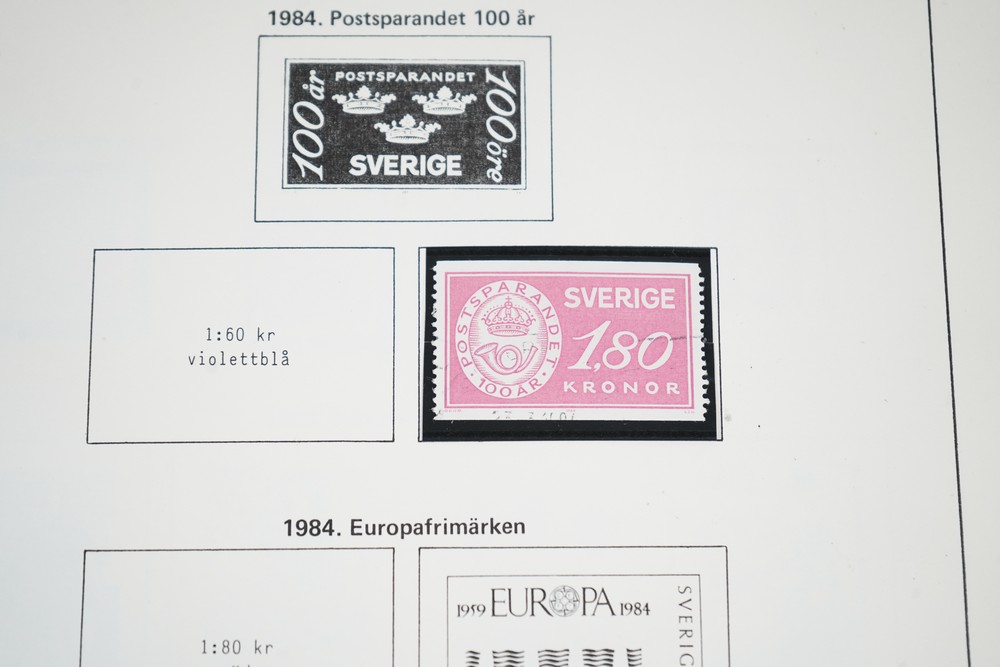 1984. Postsparandet 100 år
POSTSPARANDET
100 år
100 öre
SVERIGE
1:60 kr
violettblå
POSTSPARANDET · 100 ÅR ·
SVERIGE
1,80
KRONOR
1984. Europafrimärken
1:80 kr
1959 EUROPA 1984